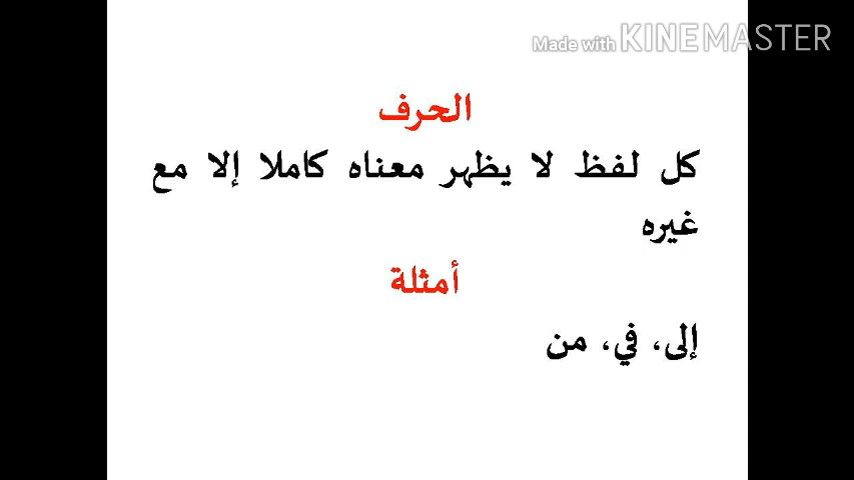 Made with KINEMASTER
الحرف
كل لفظ لا يظهر معناه كاملا إلا مع
غيره
أمثلة
إلى، في، من